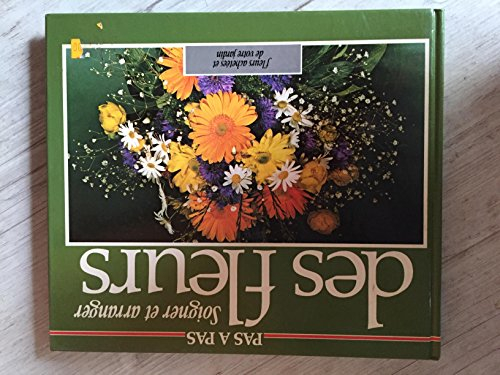 PAS A PAS
Soigner et arranger
des fleurs
fleurs achetées et
de votre jardin